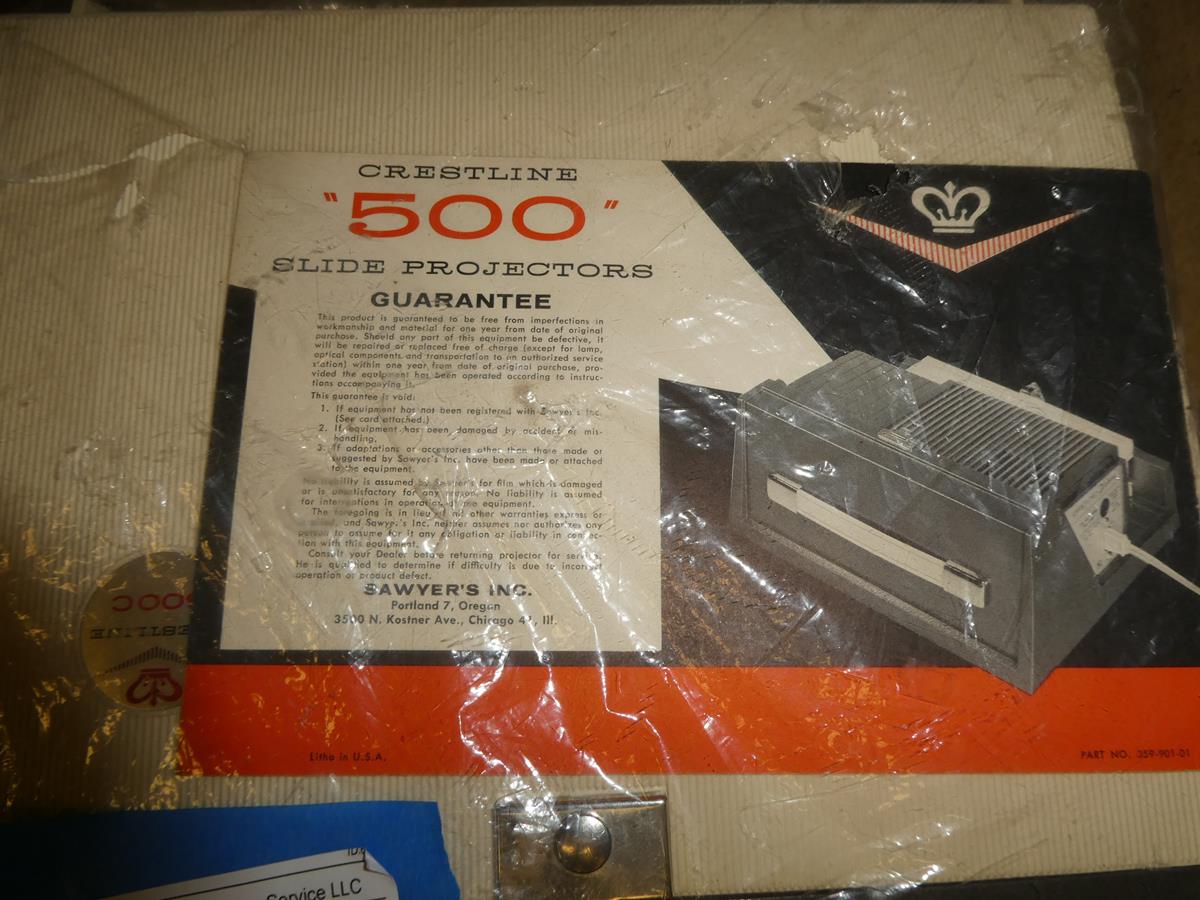 CRESTLINE
"500"
SLIDE PROJECTORS
GUARANTEE
This product is guaranteed to be free from imperfections in
workmanship and material for one year from date of original
purchase. Should any part of this equipment be defective, it
will be repaired or replaced free of charge (except for lamp,
optical components and transportation to an authorized service
station) within one year from date of original purchase, pro-
vided the equipment has been operated according to instruc-
tions accompanying it.
This guarantee is void:
1. If equipment has not been registered with Sawyer's Inc.
(See card attached.)
2. If equipment has been damaged by accident or mis-
handling.
3. If adaptations or accessories other than those made or
suggested by Sawyer's Inc. have been made or attached
to the equipment.
No liability is assumed by Sawyer's for film which is damaged
or is unsatisfactory for any reason. No liability is assumed
for interventions in operation of the equipment.
The foregoing is in lieu of all other warranties express or
and Sawyer's Inc. neither assumes nor authorizes any
person to assume for it any obligation or liability in connec-
tion with this equipment.
Consult your Dealer before returning projector for service.
He is qualified to determine if difficulty is due to incorrect
operation or product defect.
SAWYER'S INC.
Portland 7, Oregon
3500 N. Kostner Ave., Chicago 41, Ill.
Litho in U.S.A.
PART NO. 359-901-01
500C
ESTLINE
Service LLC